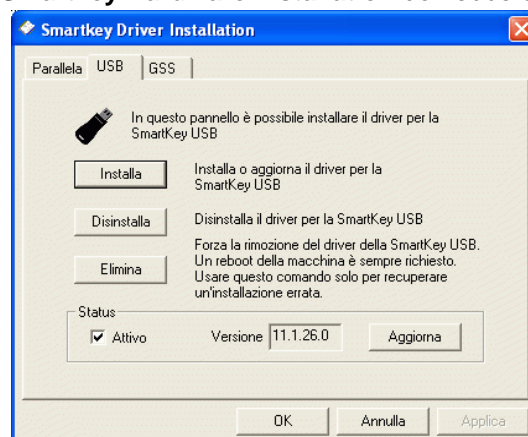 Smartkey Driver Installation
Parallela USB GSS
In questo pannello è possibile installare il driver per la
SmartKey USB
Installa
Installa o aggiorna il driver per la
SmartKey USB
Disinstalla
Disinstalla il driver per la SmartKey USB
Elimina
Forza la rimozione del driver della SmartKey USB.
Un reboot della macchina è sempre richiesto.
Usare questo comando solo per recuperare
un'installazione errata.
Status
Attivo
Versione 11.1.26.0
Aggiorna
OK Annulla Applica